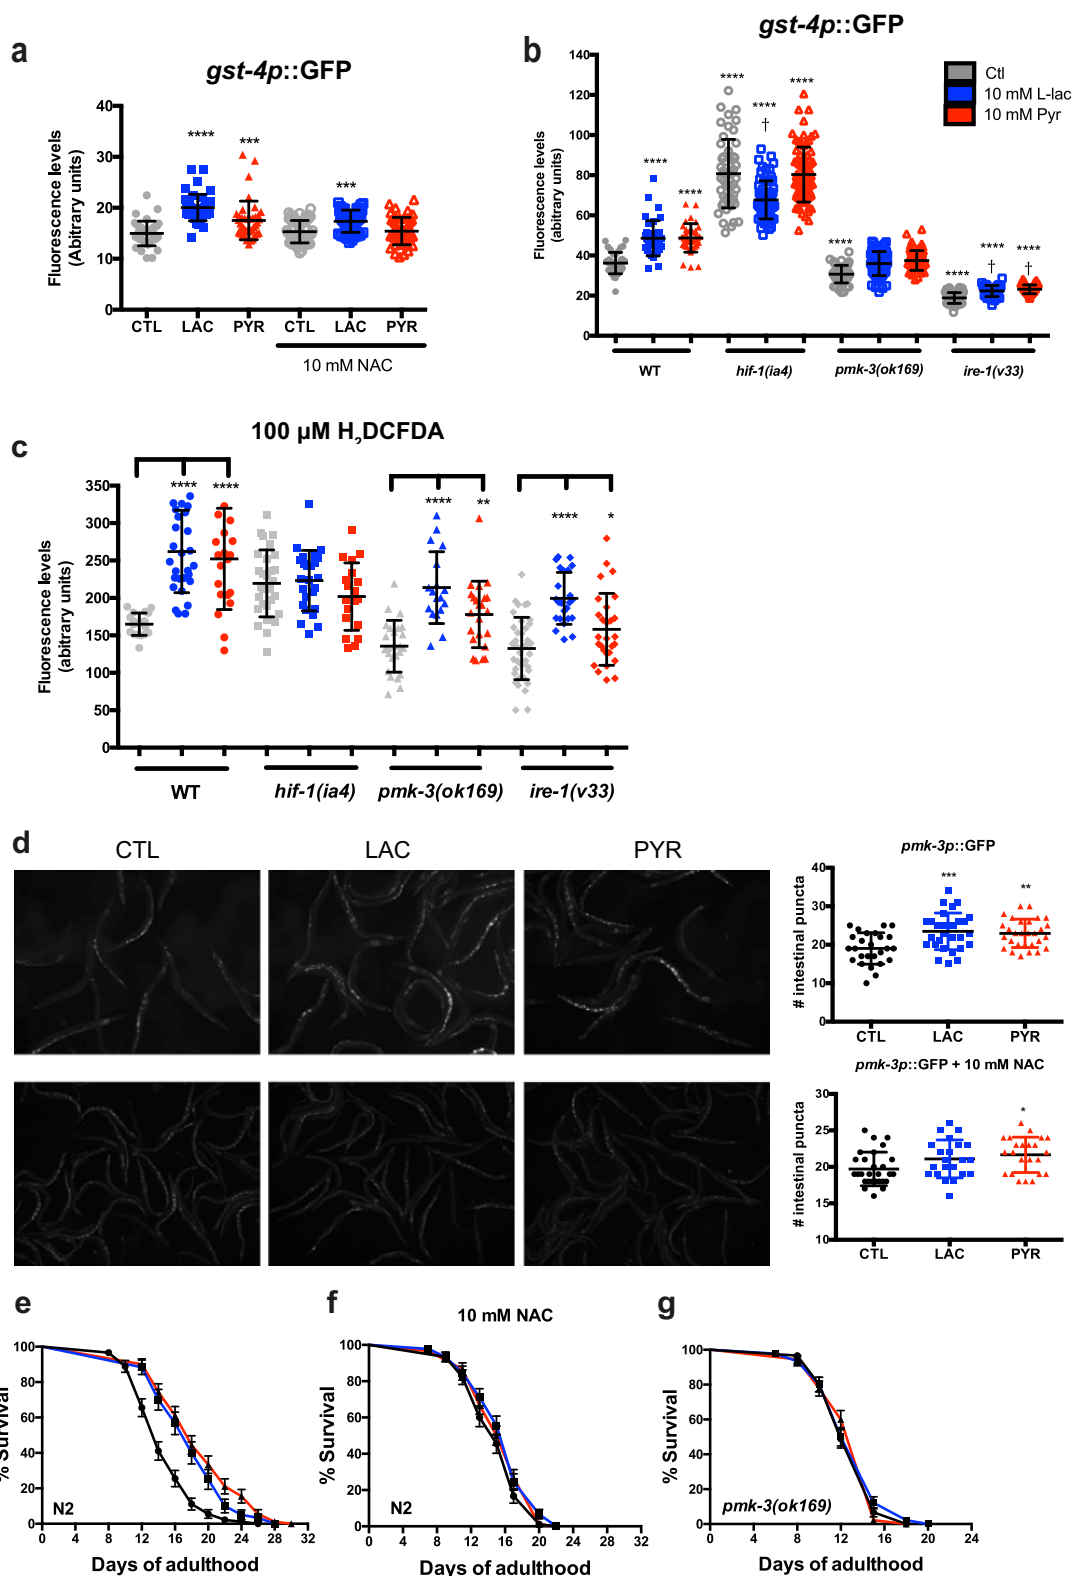 a
gst-4p::GFP
Fluorescence levels
(Abitrary units)
40
30
20
10
0
****
***
***
CTL LAC PYR CTL LAC PYR
10 mM NAC
b
gst-4p::GFP
Fluorescence levels
(abitrary units)
140
120
100
80
60
40
20
0
Ctl
10 mM L-lac
10 mM Pyr
**** ****
**** **** ****
†
****
**** **** ****
† †
WT hif-1(ia4) pmk-3(ok169) ire-1(v33)
c
100 µM H2DCFDA
Fluorescence levels
(abitrary units)
350
300
250
200
150
100
50
0
**** ****
**** **
**** *
WT hif-1(ia4) pmk-3(ok169) ire-1(v33)
d
CTL LAC PYR
pmk-3p::GFP
# intestinal puncta
40
30
20
10
0
*** **
CTL LAC PYR
pmk-3p::GFP + 10 mM NAC
# intestinal puncta
30
25
20
15
10
*
CTL LAC PYR
e
% Survival
100
80
60
40
20
0
N2
0 4 8 12 16 20 24 28 32
Days of adulthood
f
10 mM NAC
% Survival
100
80
60
40
20
0
N2
0 4 8 12 16 20 24 28
Days of adulthood
g
% Survival
100
80
60
40
20
0
pmk-3(ok169)
0 4 8 12 16 20 24
Days of adulthood